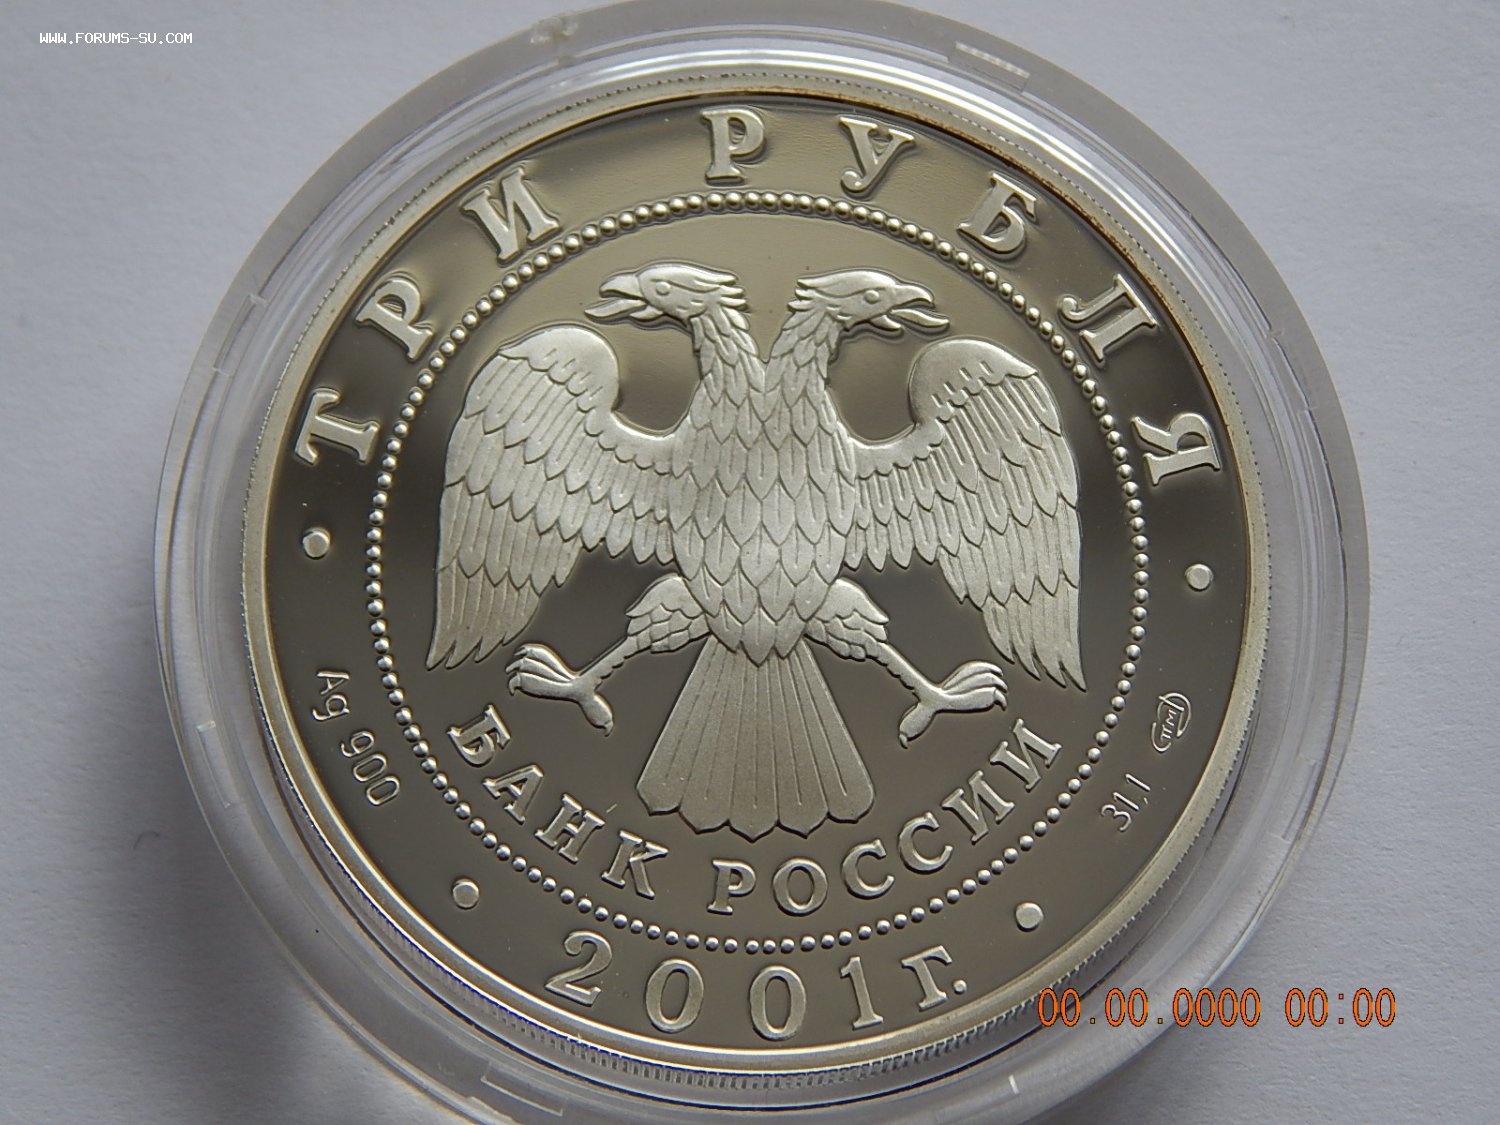 WWW.FORUMS-SU.COM
ТРИ РУБЛЯ
Ag 900
БАНК РОССИИ
31,1
2001г.
00.00.0000 00:00